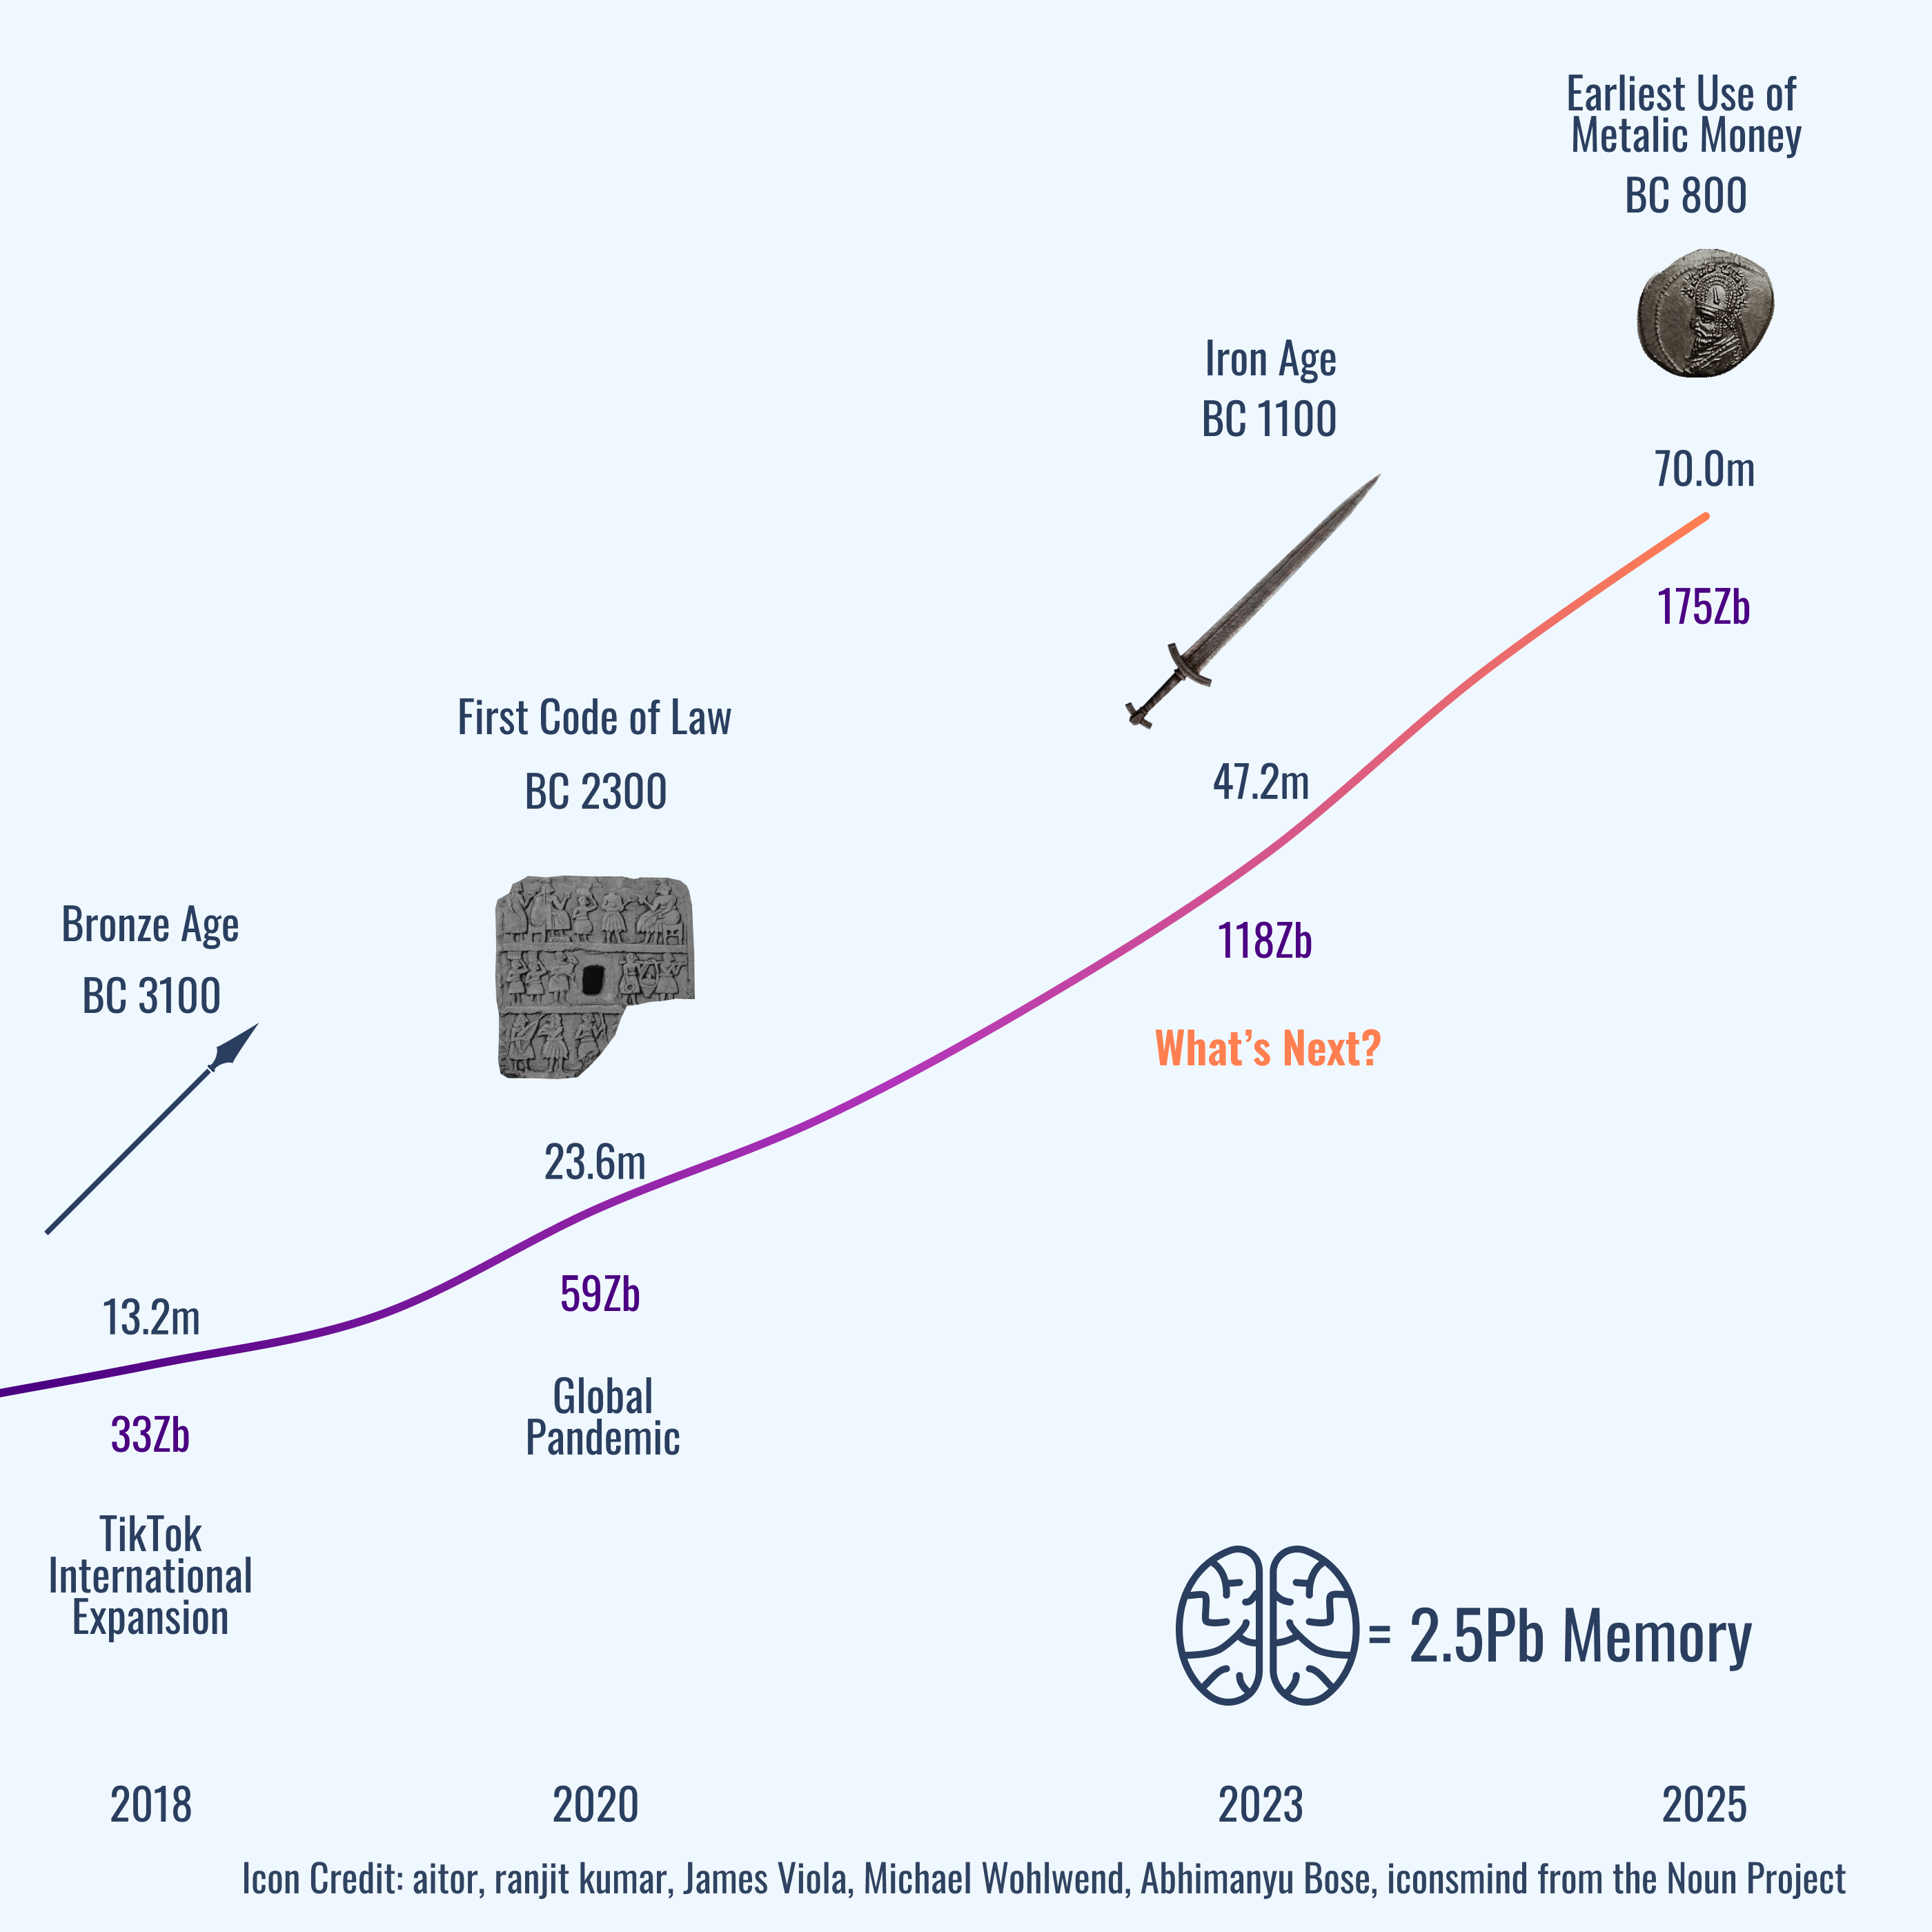 Earliest Use of
Metalic Money
BC 800
Iron Age
BC 1100
70.0m
175Zb
First Code of Law
BC 2300
47.2m
118Zb
What’s Next?
Bronze Age
BC 3100
23.6m
59Zb
Global
Pandemic
13.2m
33Zb
TikTok
International
Expansion
= 2.5Pb Memory
2018 2020 2023 2025
Icon Credit: aitor, ranjit kumar, James Viola, Michael Wohlwend, Abhimanyu Bose, iconsmind from the Noun Project